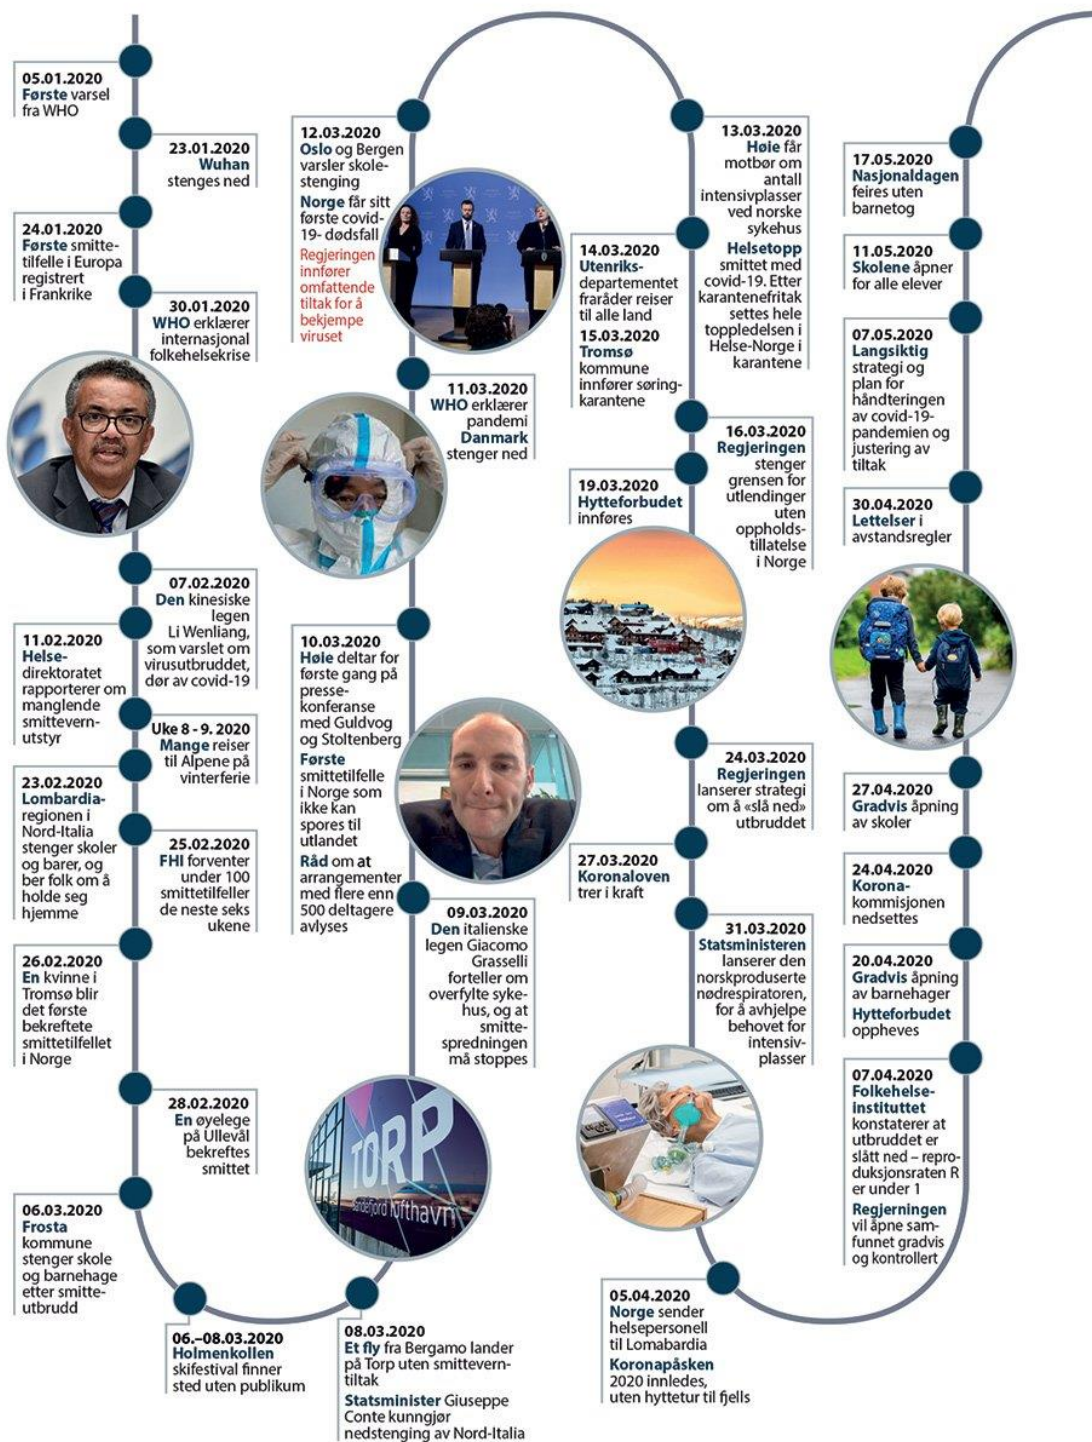 05.01.2020
Første varsel
fra WHO
23.01.2020
Wuhan
stenges ned
24.01.2020
Første smitte-
tilfelle i Europa
registrert
i Frankrike
30.01.2020
WHO erklærer
internasjonal
folkehelsekrise
07.02.2020
Den kinesiske
legen
Li Wenliang,
som varslet om
virusutbruddet,
dør av covid-19
11.02.2020
Helse-
direktoratet
rapporterer om
manglende
smittevern-
utstyr
Uke 8 - 9. 2020
Mange reiser
til Alpene på
vinterferie
23.02.2020
Lombardia-
regionen i
Nord-Italia
stenger skoler
og barer, og
ber folk om å
holde seg
hjemme
25.02.2020
FHI forventer
under 100
smittetilfeller
de neste seks
ukene
26.02.2020
En kvinne i
Tromsø blir
det første
bekreftete
smittetilfellet
i Norge
28.02.2020
En øyelege
på Ullevål
bekreftes
smittet
06.03.2020
Frosta
kommune
stenger skole
og barnehage
etter smitte-
utbrudd
06.–08.03.2020
Holmenkollen
skifestival finner
sted uten publikum
08.03.2020
Et fly fra Bergamo lander
på Torp uten smittevern-
tiltak
Statsminister Giuseppe
Conte kunngjør
nedstenging av Nord-Italia
TORP
sandefjord lufthavn
09.03.2020
Den italienske
legen Giacomo
Grasselli
forteller om
overfylte syke-
hus, og at
smitte-
spredningen
må stoppes
10.03.2020
Høie deltar for
første gang på
presse-
konferanse
med Guldvog
og Stoltenberg
Første
smittetilfelle
i Norge som
ikke kan
spores til
utlandet
Råd om at
arrangementer
med flere enn
500 deltagere
avlyses
11.03.2020
WHO erklærer
pandemi
Danmark
stenger ned
12.03.2020
Oslo og Bergen
varsler skole-
stenging
Norge får sitt
første covid-
19- dødsfall
Regjeringen
innfører
omfattende
tiltak for å
bekjempe
viruset
13.03.2020
Høie får
motbør om
antall
intensivplasser
ved norske
sykehus
Helsetopp
smittet med
covid-19. Etter
karantenefritak
settes hele
toppledelsen i
Helse-Norge i
karantene
14.03.2020
Utenriks-
departementet
fraråder reiser
til alle land
15.03.2020
Tromsø
kommune
innfører søring-
karantene
16.03.2020
Regjeringen
stenger
grensen for
utlendinger
uten
oppholds-
tillatelse
i Norge
19.03.2020
Hytteforbudet
innføres
24.03.2020
Regjeringen
lanserer strategi
om å «slå ned»
utbruddet
27.03.2020
Koronaloven
trer i kraft
31.03.2020
Statsministeren
lanserer den
norskproduserte
nødrespiratoren,
for å avhjelpe
behovet for
intensiv-
plasser
05.04.2020
Norge sender
helsepersonell
til Lomabardia
Koronapåsken
2020 innledes,
uten hyttetur til fjells
07.04.2020
Folkehelse-
instituttet
konstaterer at
utbruddet er
slått ned – repro-
duksjonsraten R
er under 1
Regjerningen
vil åpne sam-
funnet gradvis
og kontrollert
20.04.2020
Gradvis åpning
av barnehager
Hytteforbudet
oppheves
24.04.2020
Korona-
kommisjonen
nedsettes
27.04.2020
Gradvis åpning
av skoler
30.04.2020
Lettelser i
avstandsregler
07.05.2020
Langsiktig
strategi og
plan for
håndteringen
av covid-19-
pandemien og
justering av
tiltak
11.05.2020
Skolene åpner
for alle elever
17.05.2020
Nasjonaldagen
feires uten
barnetog